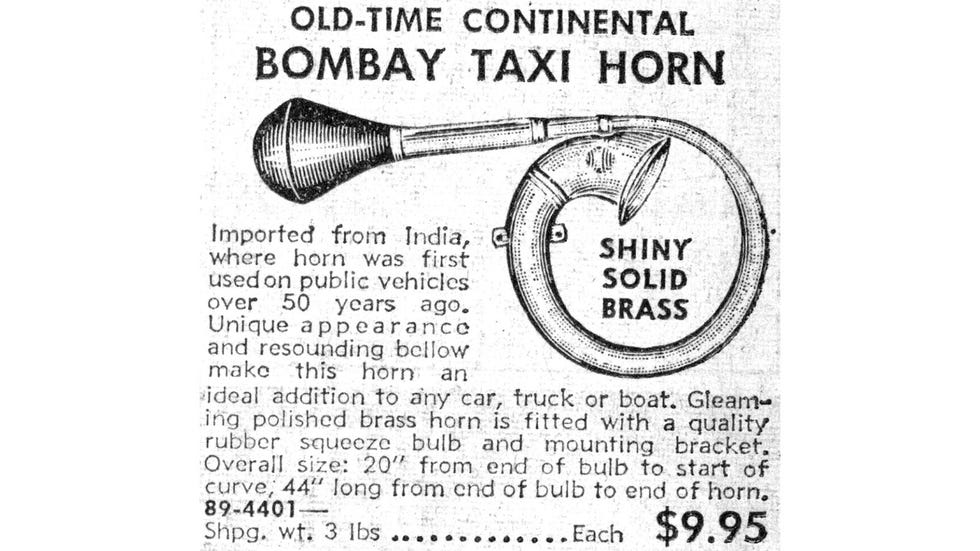 OLD-TIME CONTINENTAL
BOMBAY TAXI HORN
SHINY
SOLID
BRASS
Imported from India,
where horn was first
used on public vehicles
over 50 years ago.
Unique appearance
and resounding bellow
make this horn an
ideal addition to any car, truck or boat. Gleam-
ing polished brass horn is fitted with a quality
rubber squeeze bulb and mounting bracket.
Overall size: 20" from end of bulb to start of
curve, 44" long from end of bulb to end of horn.
89-4401—
Shpg. wt. 3 lbs .............Each $9.95